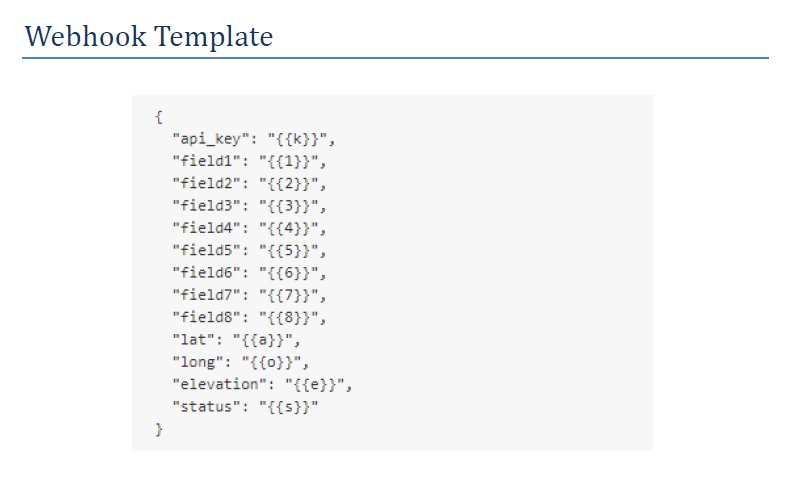 Webhook Template
{
"api_key": "{{k}}",
"field1": "{{1}}",
"field2": "{{2}}",
"field3": "{{3}}",
"field4": "{{4}}",
"field5": "{{5}}",
"field6": "{{6}}",
"field7": "{{7}}",
"field8": "{{8}}",
"lat": "{{a}}",
"long": "{{o}}",
"elevation": "{{e}}",
"status": "{{s}}"
}